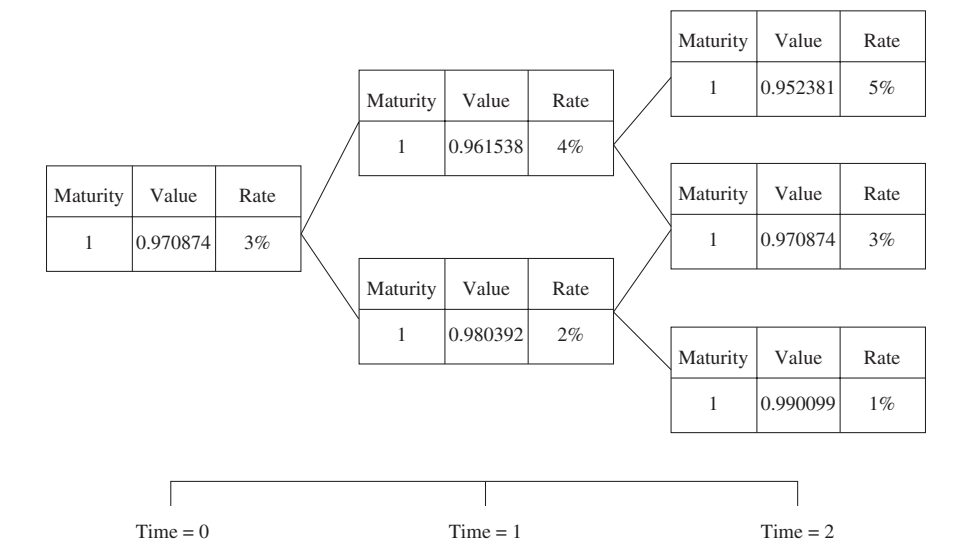 Maturity Value Rate
1 0.952381 5%
Maturity Value Rate
1 0.961538 4%
Maturity Value Rate
1 0.970874 3%
Maturity Value Rate
1 0.970874 3%
Maturity Value Rate
1 0.980392 2%
Maturity Value Rate
1 0.990099 1%
Time = 0 Time = 1 Time = 2